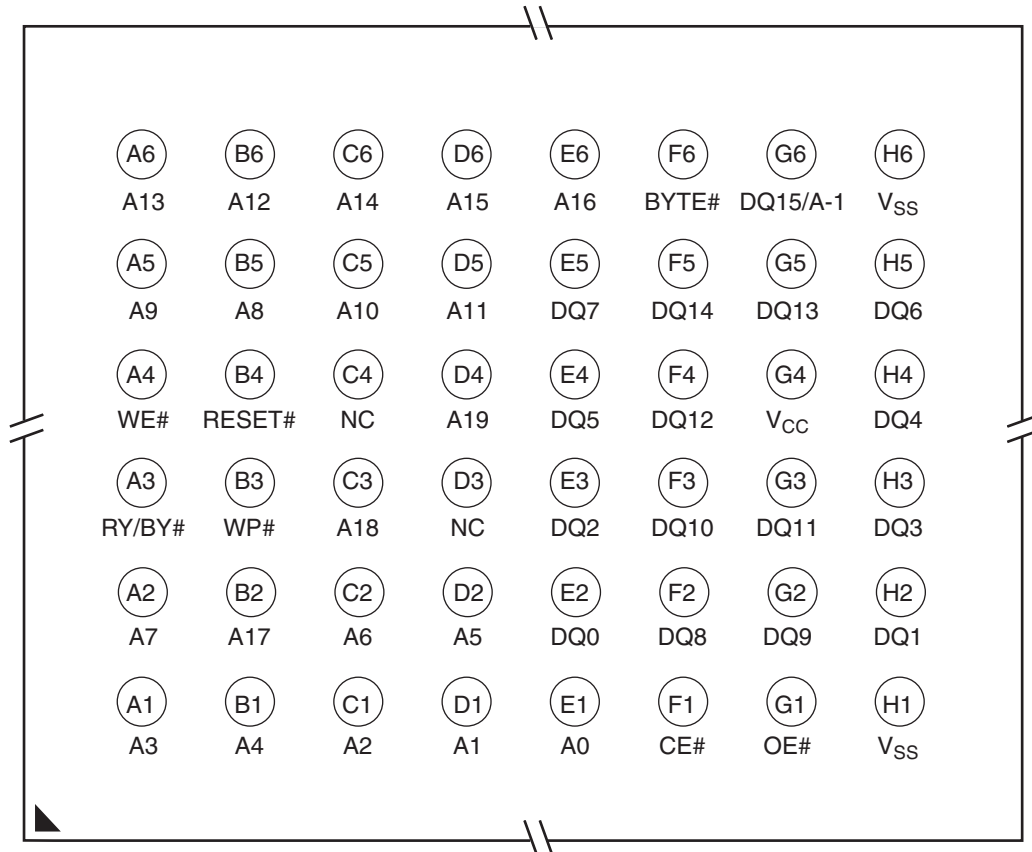 A6 B6 C6 D6 E6 F6 G6 H6
A13 A12 A14 A15 A16 BYTE# DQ15/A-1 VSS
A5 B5 C5 D5 E5 F5 G5 H5
A9 A8 A10 A11 DQ7 DQ14 DQ13 DQ6
A4 B4 C4 D4 E4 F4 G4 H4
WE# RESET# NC A19 DQ5 DQ12 VCC DQ4
A3 B3 C3 D3 E3 F3 G3 H3
RY/BY# WP# A18 NC DQ2 DQ10 DQ11 DQ3
A2 B2 C2 D2 E2 F2 G2 H2
A7 A17 A6 A5 DQ0 DQ8 DQ9 DQ1
A1 B1 C1 D1 E1 F1 G1 H1
A3 A4 A2 A1 A0 CE# OE# VSS